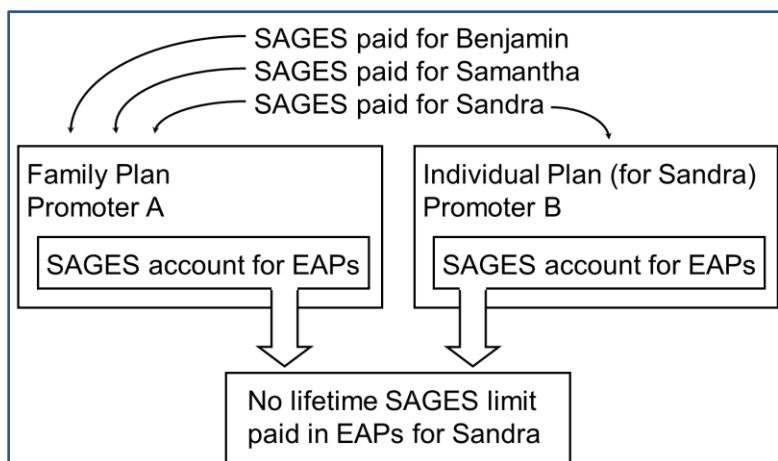 SAGES paid for Benjamin
SAGES paid for Samantha
SAGES paid for Sandra
Family Plan
Promoter A
SAGES account for EAPs
Individual Plan (for Sandra)
Promoter B
SAGES account for EAPs
No lifetime SAGES limit
paid in EAPs for Sandra